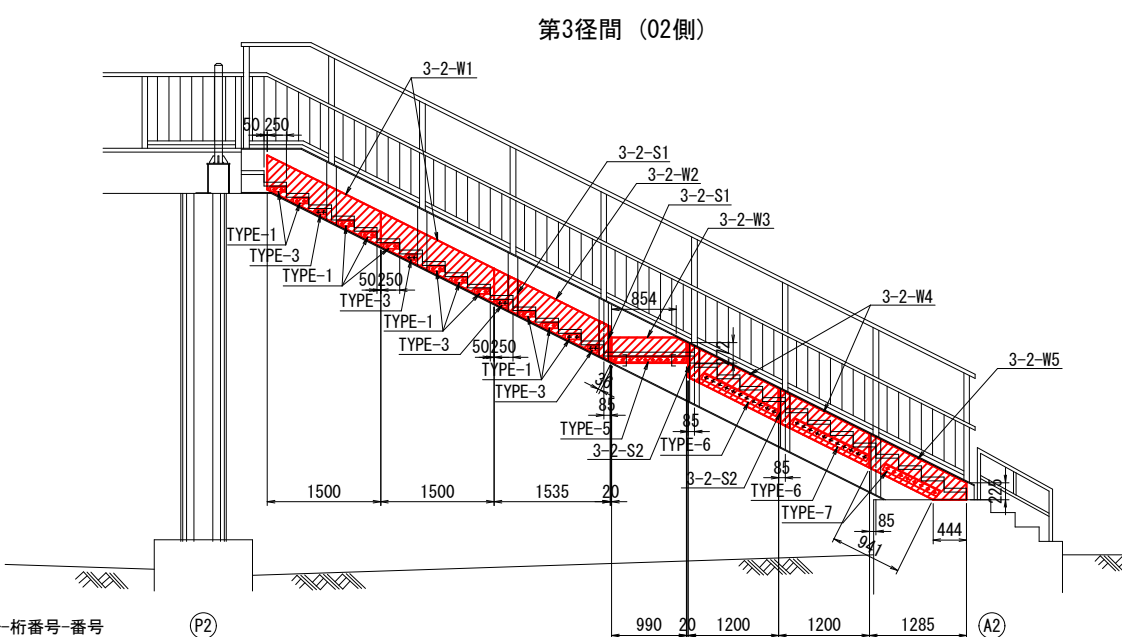 第3径間 (02側)
3-2-W1
50 250
3-2-S1
3-2-W2
3-2-S1
3-2-W3
TYPE-1
TYPE-3
TYPE-1
50 250
TYPE-3
854
3-2-W4
TYPE-1
TYPE-3
50 250
TYPE-1
TYPE-3
3-2-W5
36
85
TYPE-5
85
TYPE-6
3-2-S2
85
3-2-S2
TYPE-6
225
1500
1500
1535
20
TYPE-7
85
444
941
-桁番号-番号
P2
990
20
1200
1200
1285
A2